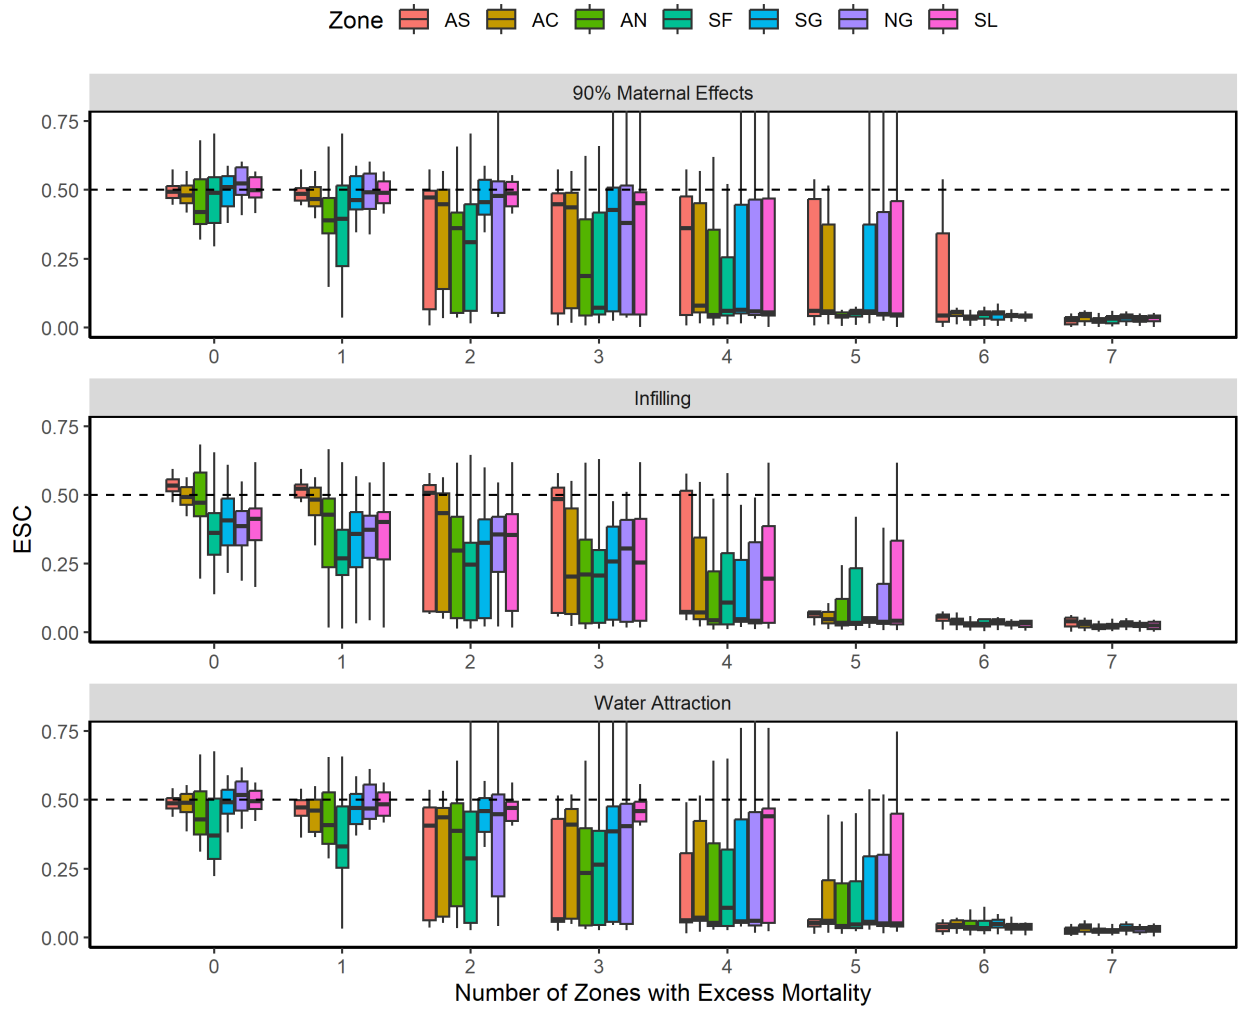 Zone AS AC AN SF SG NG SL
90% Maternal Effects
0.75
0.50
0.25
0.00
0 1 2 3 4 5 6 7
Infilling
0.75
0.50
0.25
0.00
0 1 2 3 4 5 6 7
ESC
Water Attraction
0.75
0.50
0.25
0.00
0 1 2 3 4 5 6 7
Number of Zones with Excess Mortality